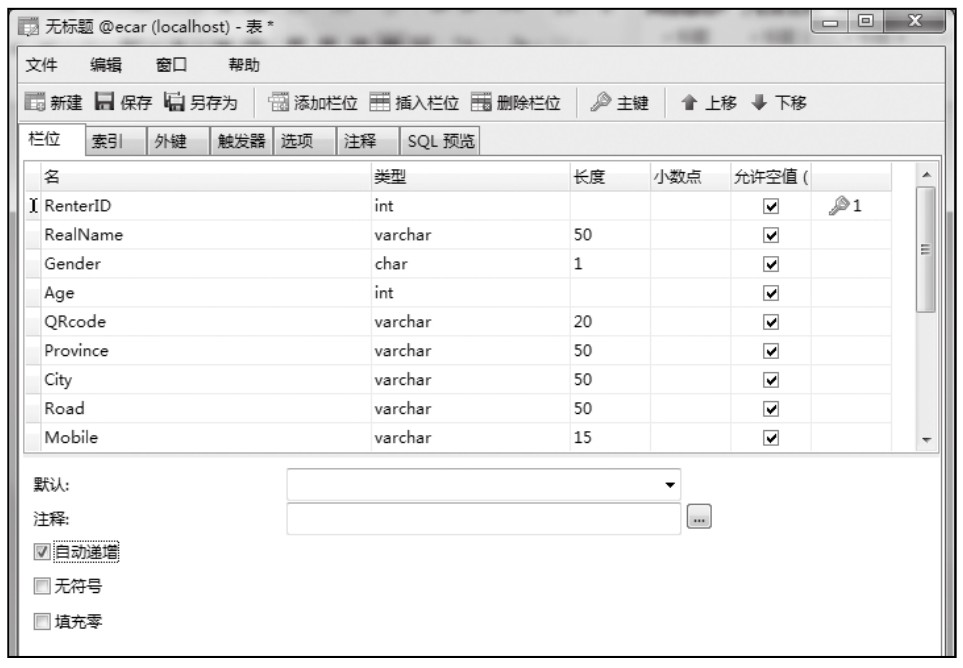 无标题 @ecar (localhost) - 表 *
文件 编辑 窗口 帮助
新建 保存 另存为 添加栏位 插入栏位 删除栏位 主键 上移 下移
栏位 索引 外键 触发器 选项 注释 SQL 预览
名 类型 长度 小数点 允许空值 (
RenterID int 1
RealName varchar 50
Gender char 1
Age int
QRcode varchar 20
Province varchar 50
City varchar 50
Road varchar 50
Mobile varchar 15
默认:
注释:
...
自动递增
无符号
填充零